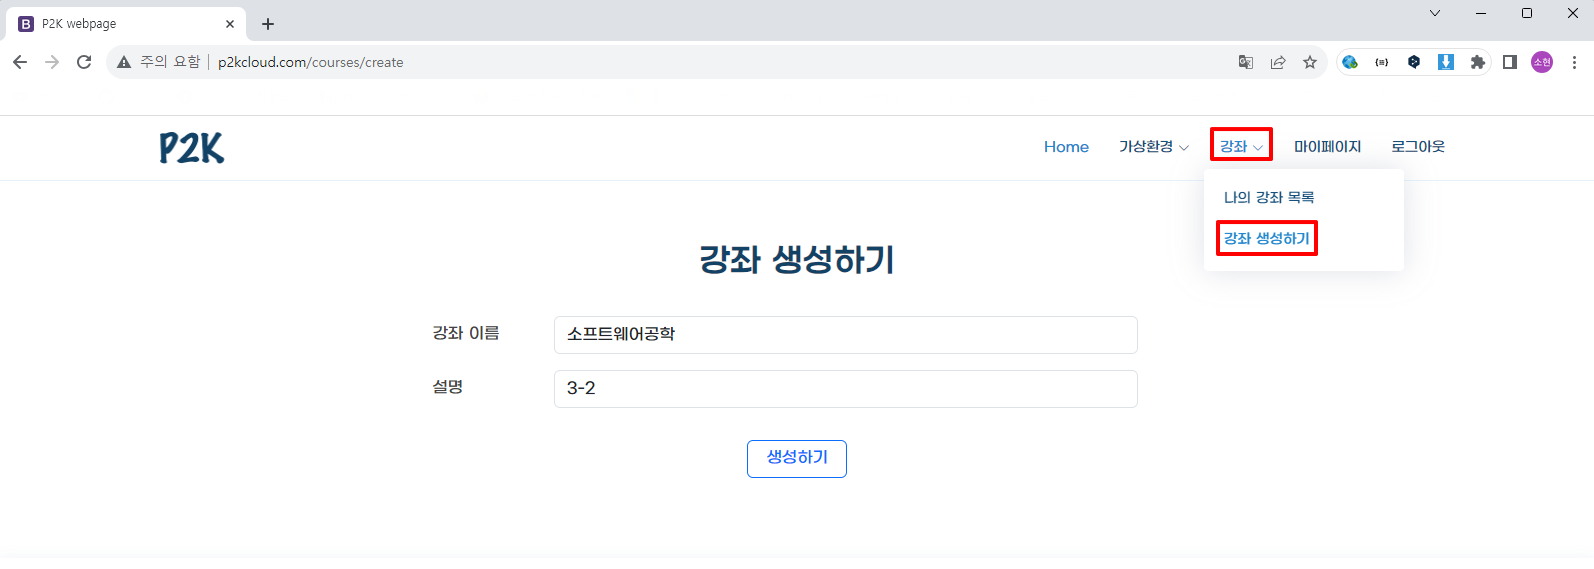 P2K webpage
주의 요함 | p2kcloud.com/courses/create
소현
P2K
Home 가상환경 강좌 마이페이지 로그아웃
나의 강좌 목록
강좌 생성하기
강좌 생성하기
강좌 이름 소프트웨어공학
설명 3-2
생성하기